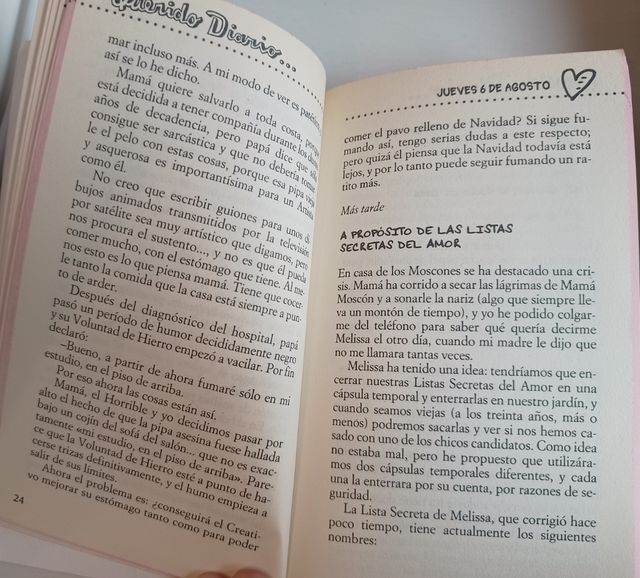 Querido Diario...
mar incluso más. A mi modo de ver es
así se lo he dicho.
Mamá quiere salvarlo a toda costa, porque
está decidida a tener compañía durante los duros
años de decadencia, pero papá dice que sólo
consigue ser sarcástica y que no debería tomar-
le el pelo con estas cosas, porque esa pipa vieja
y asquerosa es importantísima para un Artista
como él.
No creo que escribir guiones para unos di-
bujos animados transmitidos por la televisión
por satélite sea muy artístico que digamos, pero
nos procura el sustento..., y no es que él pueda
comer mucho, con el estómago que tiene. Al me-
nos esto es lo que piensa mamá. Tiene que cocer-
le tanto la comida que la casa está siempre a pun-
to de arder.
Después del diagnóstico del hospital, papá
pasó un período de humor decididamente negro
y su Voluntad de Hierro empezó a vacilar. Por fin
declaró:
–Bueno, a partir de ahora fumaré sólo en mi
estudio, en el piso de arriba.
Por eso ahora las cosas están así.
Mamá, el Horrible y yo decidimos pasar por
alto el hecho de que la pipa asesina fuese hallada
bajo un cojín del sofá del salón... que no es exac-
tamente «mi estudio, en el piso de arriba». Pare-
ce que la Voluntad de Hierro esté a punto de ha-
cerse trizas definitivamente, y el humo empieza a
salir de sus límites.
Ahora el problema es: ¿conseguirá el Creati-
vo mejorar su estómago tanto como para poder
24
JUEVES 6 DE AGOSTO
comer el pavo relleno de Navidad? Si sigue fu-
mando así, tengo serias dudas a este respecto;
pero quizá él piensa que la Navidad todavía está
lejos, y por lo tanto puede seguir fumando un ra-
tito más.
Más tarde
A PROPÓSITO DE LAS LISTAS
SECRETAS DEL AMOR
En casa de los Moscones se ha destacado una cri-
sis. Mamá ha corrido a secar las lágrimas de Mamá
Moscón y a sonarle la nariz (algo que siempre lle-
va un montón de tiempo), y yo he podido colgar-
me del teléfono para saber qué quería decirme
Melissa el otro día, cuando mi madre le dijo que
no me llamara tantas veces.
Melissa ha tenido una idea: tendríamos que en-
cerrar nuestras Listas Secretas del Amor en una
cápsula temporal y enterrarlas en nuestro jardín, y
cuando seamos viejas (a los treinta años, más o
menos) podremos sacarlas y ver si nos hemos ca-
sado con uno de los chicos candidatos. Como idea
no estaba mal, pero he propuesto que utilizára-
mos dos cápsulas temporales diferentes, y cada
una la enterrara por su cuenta, por razones de se-
guridad.
La Lista Secreta de Melissa, que corrigió hace
poco tiempo, tiene actualmente los siguientes
nombres: